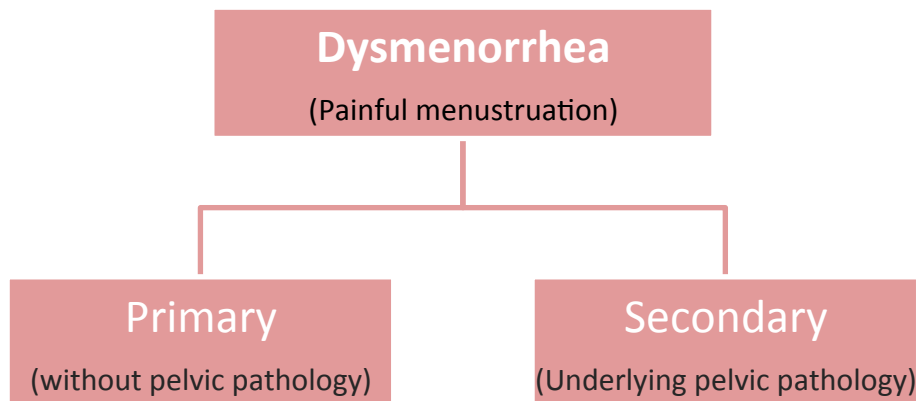 Dysmenorrhea
(Painful menustruation)
Primary
(without pelvic pathology)
Secondary
(Underlying pelvic pathology)